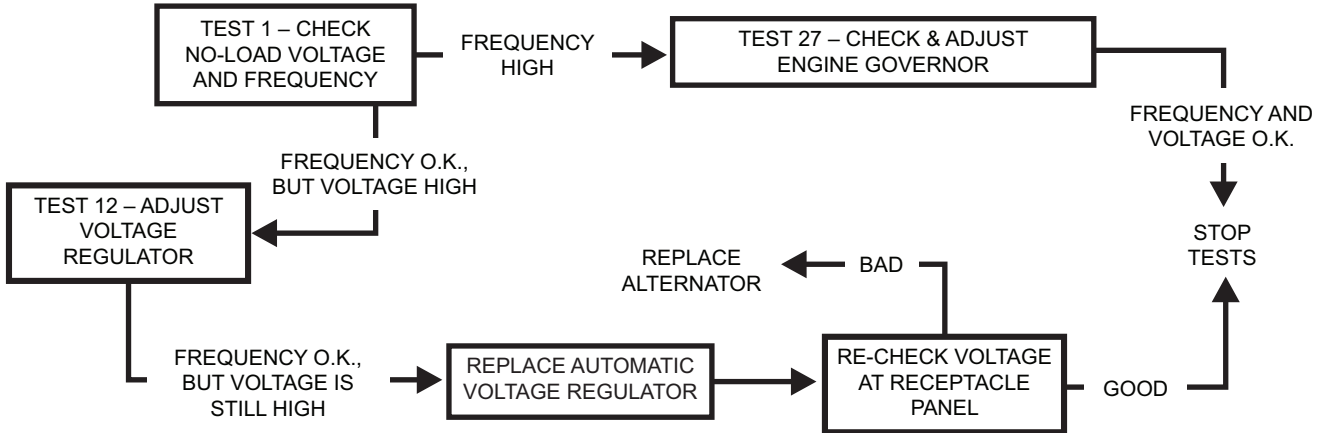 TEST 1 – CHECK
NO-LOAD VOLTAGE
AND FREQUENCY
FREQUENCY
HIGH
TEST 27 – CHECK & ADJUST
ENGINE GOVERNOR
FREQUENCY AND
VOLTAGE O.K.
STOP
TESTS
FREQUENCY O.K.,
BUT VOLTAGE HIGH
TEST 12 – ADJUST
VOLTAGE
REGULATOR
FREQUENCY O.K.,
BUT VOLTAGE IS
STILL HIGH
REPLACE AUTOMATIC
VOLTAGE REGULATOR
RE-CHECK VOLTAGE
AT RECEPTACLE
PANEL
BAD
REPLACE
ALTERNATOR
GOOD